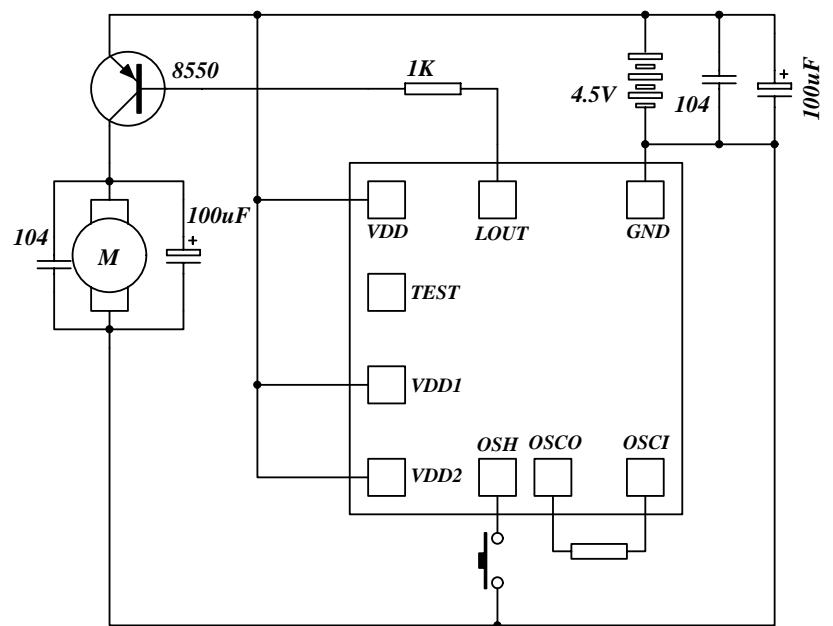 8550
1K
4.5V
104
100uF
+
VDD
LOUT
GND
104
100uF
+
M
TEST
VDD1
OSH
OSCO
OSCI
VDD2